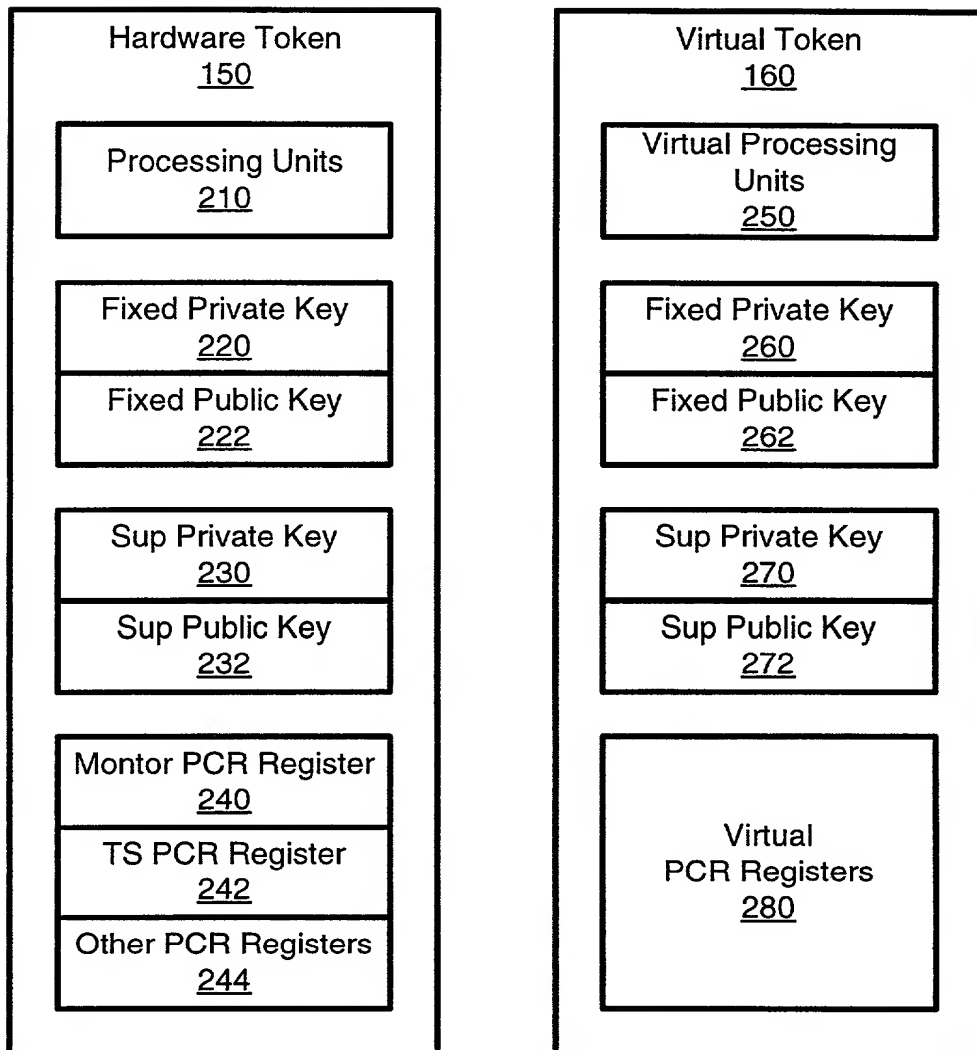 Hardware Token
150
Processing Units
210
Fixed Private Key
220
Fixed Public Key
222
Sup Private Key
230
Sup Public Key
232
Montor PCR Register
240
TS PCR Register
242
Other PCR Registers
244
Virtual Token
160
Virtual Processing
Units
250
Fixed Private Key
260
Fixed Public Key
262
Sup Private Key
270
Sup Public Key
272
Virtual
PCR Registers
280